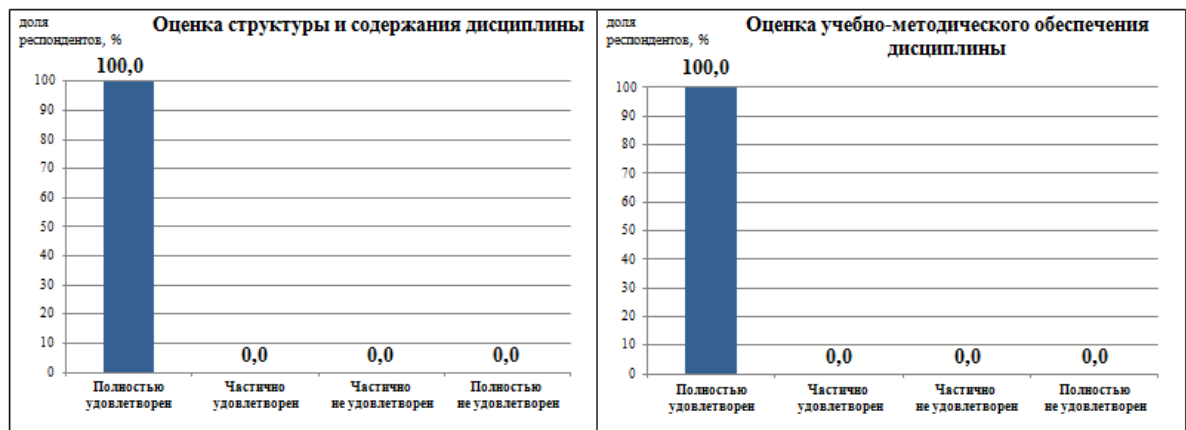 доля
респондентов, %
Оценка структуры и содержания дисциплины
100,0
100
90
80
70
60
50
40
30
20
10
0
0,0
0,0
0,0
Полностью
удовлетворен
Частично
удовлетворен
Частично
не удовлетворен
Полностью
не удовлетворен
доля
респондентов, %
Оценка учебно-методического обеспечения
дисциплины
100,0
100
90
80
70
60
50
40
30
20
10
0
0,0
0,0
0,0
Полностью
удовлетворен
Частично
удовлетворен
Частично
не удовлетворен
Полностью
не удовлетворен